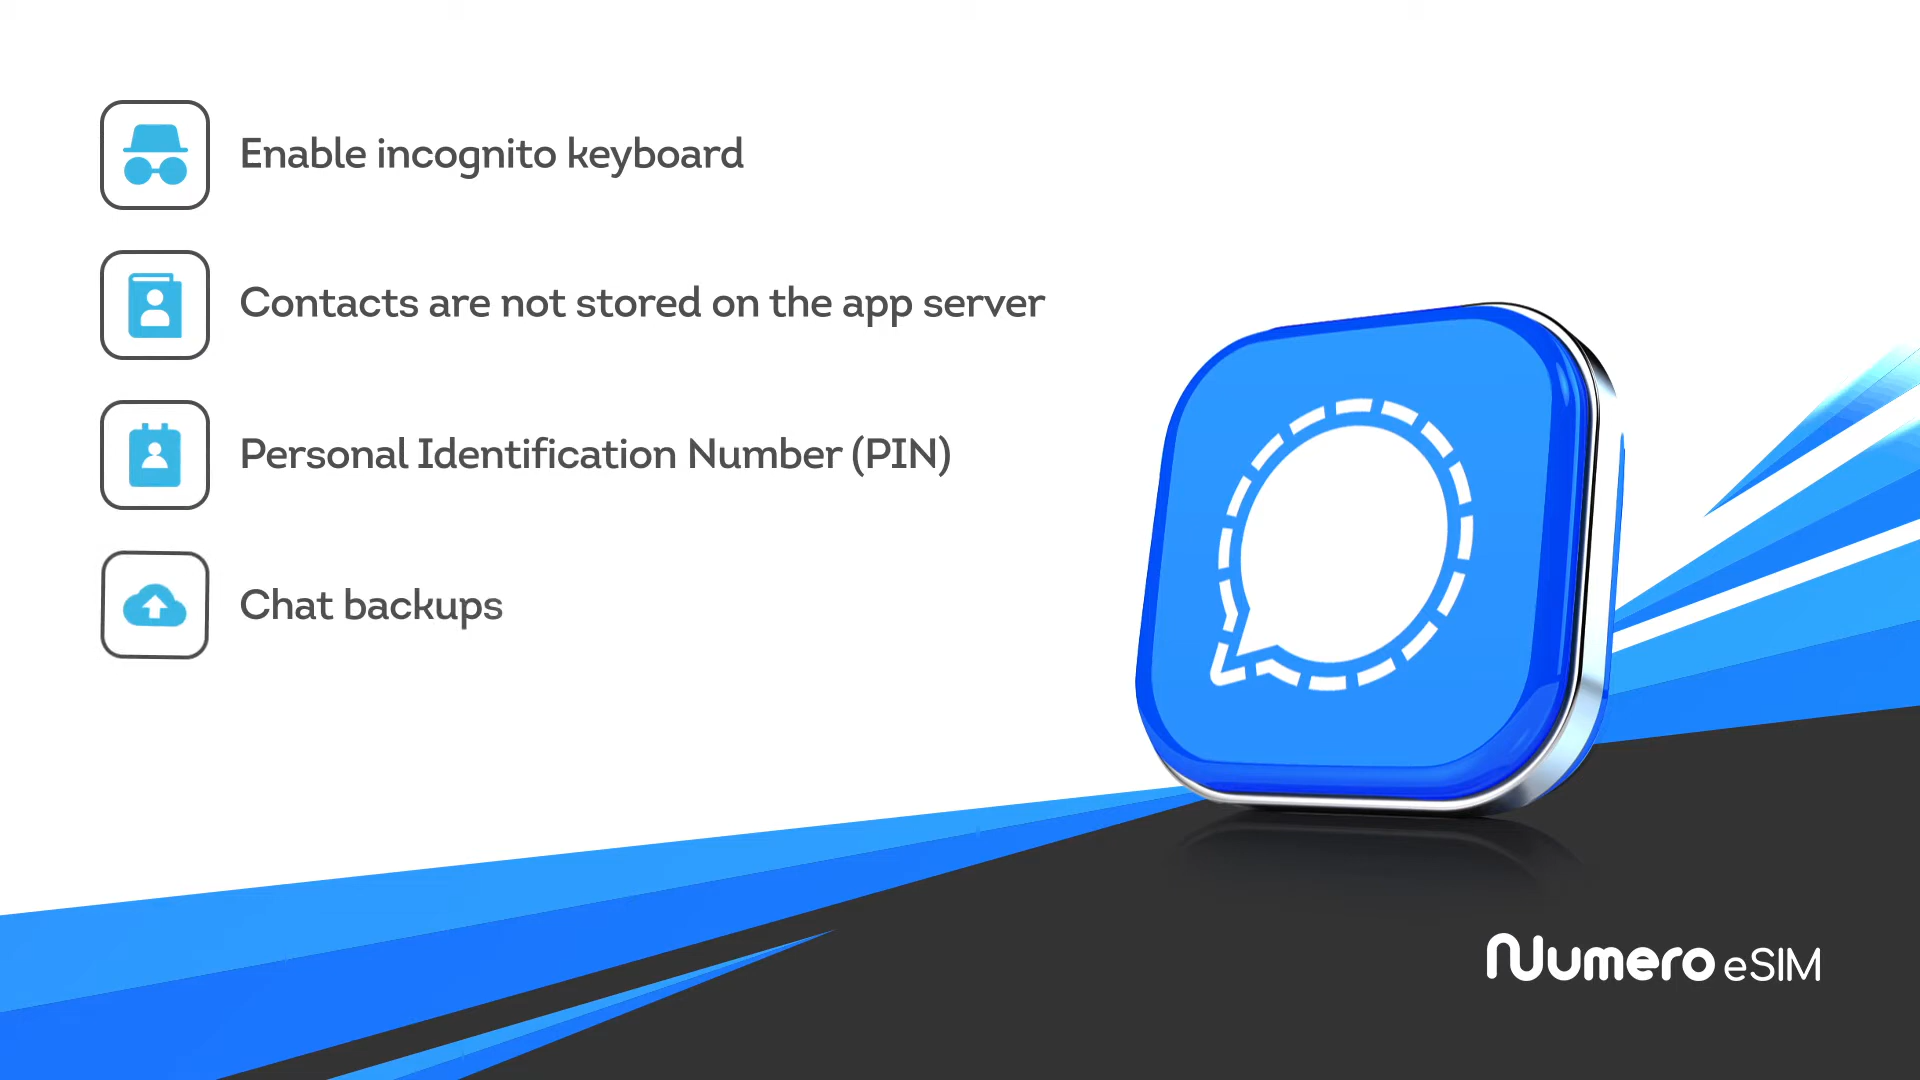 Enable incognito keyboard
Contacts are not stored on the app server
Personal Identification Number (PIN)
Chat backups
Numero eSIM